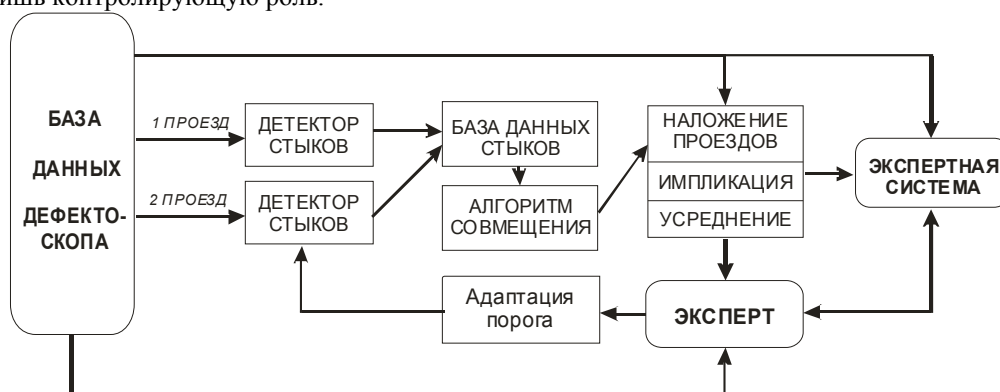 лишь контролирующую роль.
БАЗА
ДАННЫХ
ДЕФЕКТО-
СКОПА
1 ПРОЕЗД
2 ПРОЕЗД
ДЕТЕКТОР
СТЫКОВ
ДЕТЕКТОР
СТЫКОВ
БАЗА ДАННЫХ
СТЫКОВ
АЛГОРИТМ
СОВМЕЩЕНИЯ
НАЛОЖЕНИЕ
ПРОЕЗДОВ
ИМПЛИКАЦИЯ
УСРЕДНЕНИЕ
ЭКСПЕРТНАЯ
СИСТЕМА
Адаптация
порога
ЭКСПЕРТ